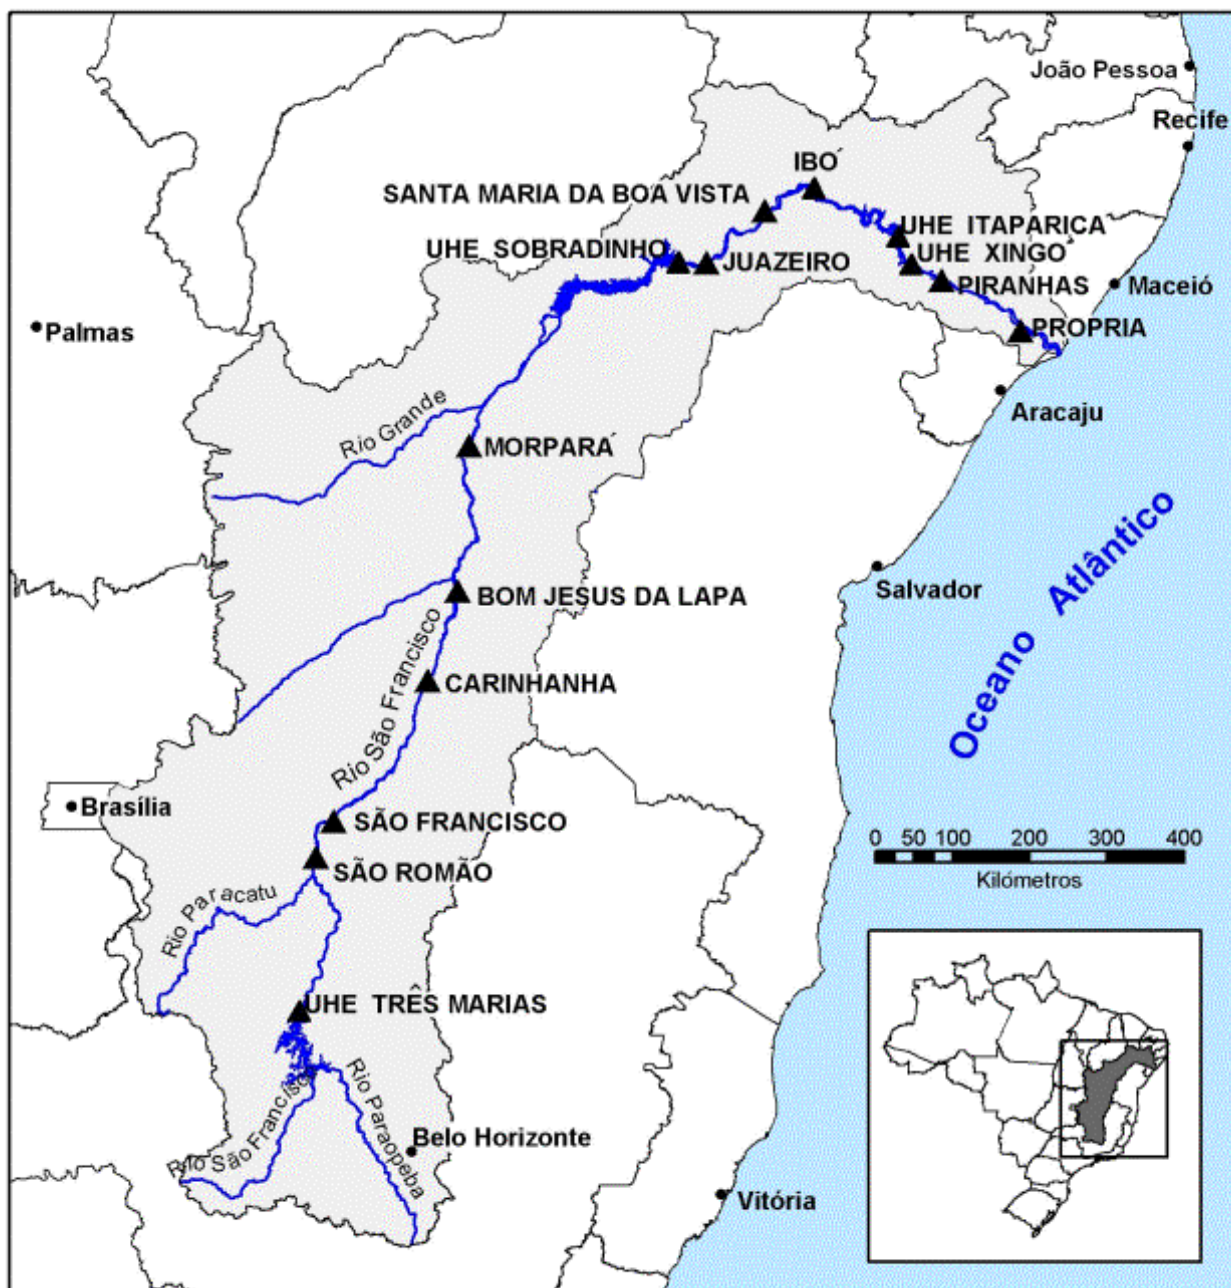 João Pessoa
Recife
IBÓ
SANTA MARIA DA BOA VISTA
UHE ITAPARICA
UHE SOBRADINHO
JUAZEIRO
UHE XINGÓ
PIRANHAS
Maceió
Palmas
PROPRIA
Aracaju
Rio Grande
MORPARÁ
Oceano Atlântico
Salvador
BOM JESUS DA LAPA
Rio São Francisco
CARINHANHA
Brasília
SÃO FRANCISCO
0 50 100 200 300 400
Kilómetros
SÃO ROMÃO
Rio Paracatu
UHE TRÊS MARIAS
Rio São Francisco
Rio Paraopeba
Belo Horizonte
Vitória